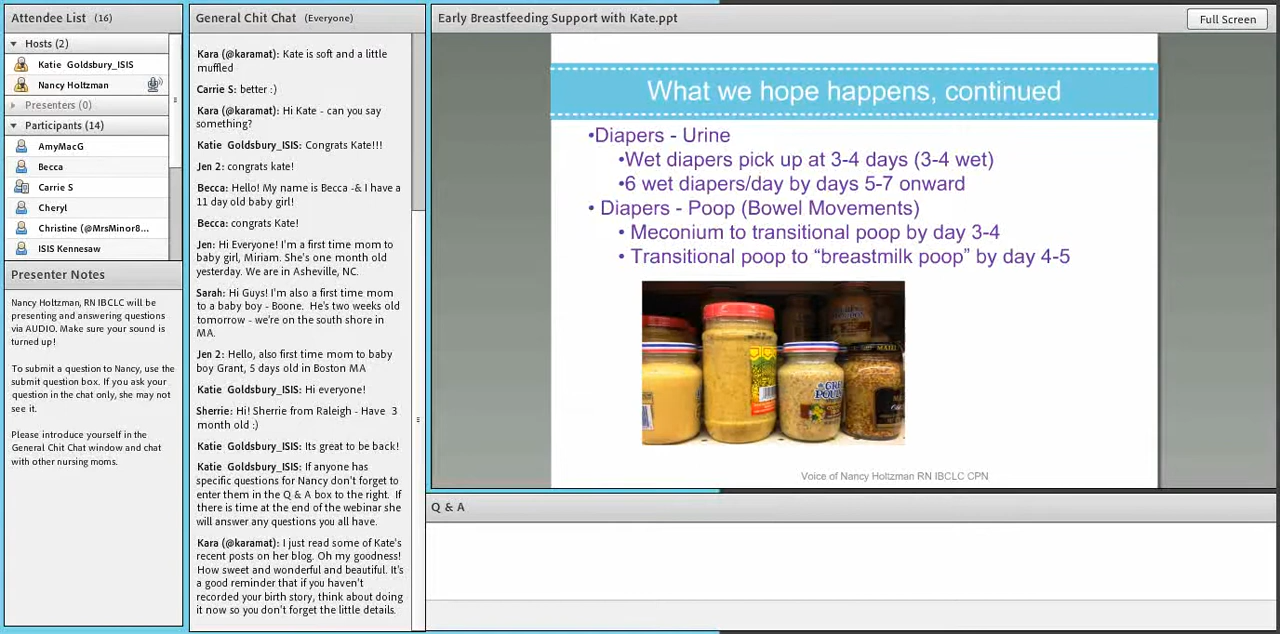 Attendee List (16)
Hosts (2)
Katie Goldsbury_ISIS
Nancy Holtzman
Presenters (0)
Participants (14)
AmyMacG
Becca
Carrie S
Cheryl
Christine (@MrsMinor8...
ISIS Kennesaw
Presenter Notes
Nancy Holtzman, RN IBCLC will be
presenting and answering questions
via AUDIO. Make sure your sound is
turned up!
To submit a question to Nancy, use the
submit question box. If you ask your
question in the chat only, she may not
see it.
Please introduce yourself in the
General Chit Chat window and chat
with other nursing moms.
General Chit Chat (Everyone)
Kara (@karamat): Kate is soft and a little
muffled
Carrie S: better :)
Kara (@karamat): Hi Kate - can you say
something?
Katie Goldsbury_ISIS: Congrats Kate!!!
Jen 2: congrats kate!
Becca: Hello! My name is Becca -& I have a
11 day old baby girl!
Becca: congrats Kate!
Jen: Hi Everyone! I'm a first time mom to
baby girl, Miriam. She's one month old
yesterday. We are in Asheville, NC.
Sarah: Hi Guys! I'm also a first time mom
to a baby boy - Boone. He's two weeks old
tomorrow - we're on the south shore in
MA.
Jen 2: Hello, also first time mom to baby
boy Grant, 5 days old in Boston MA
Katie Goldsbury_ISIS: Hi everyone!
Sherrie: Hi! Sherrie from Raleigh - Have 3
month old :)
Katie Goldsbury_ISIS: Its great to be back!
Katie Goldsbury_ISIS: If anyone has
specific questions for Nancy don't forget to
enter them in the Q & A box to the right. If
there is time at the end of the webinar she
will answer any questions you all have.
Kara (@karamat): I just read some of Kate's
recent posts on her blog. Oh my goodness!
How sweet and wonderful and beautiful. It's
a good reminder that if you haven't
recorded your birth story, think about doing
it now so you don't forget the little details.
Early Breastfeeding Support with Kate.ppt
Full Screen
What we hope happens, continued
•Diapers - Urine
•Wet diapers pick up at 3-4 days (3-4 wet)
•6 wet diapers/day by days 5-7 onward
• Diapers - Poop (Bowel Movements)
• Meconium to transitional poop by day 3-4
• Transitional poop to “breastmilk poop” by day 4-5
Voice of Nancy Holtzman RN IBCLC CPN
Q & A